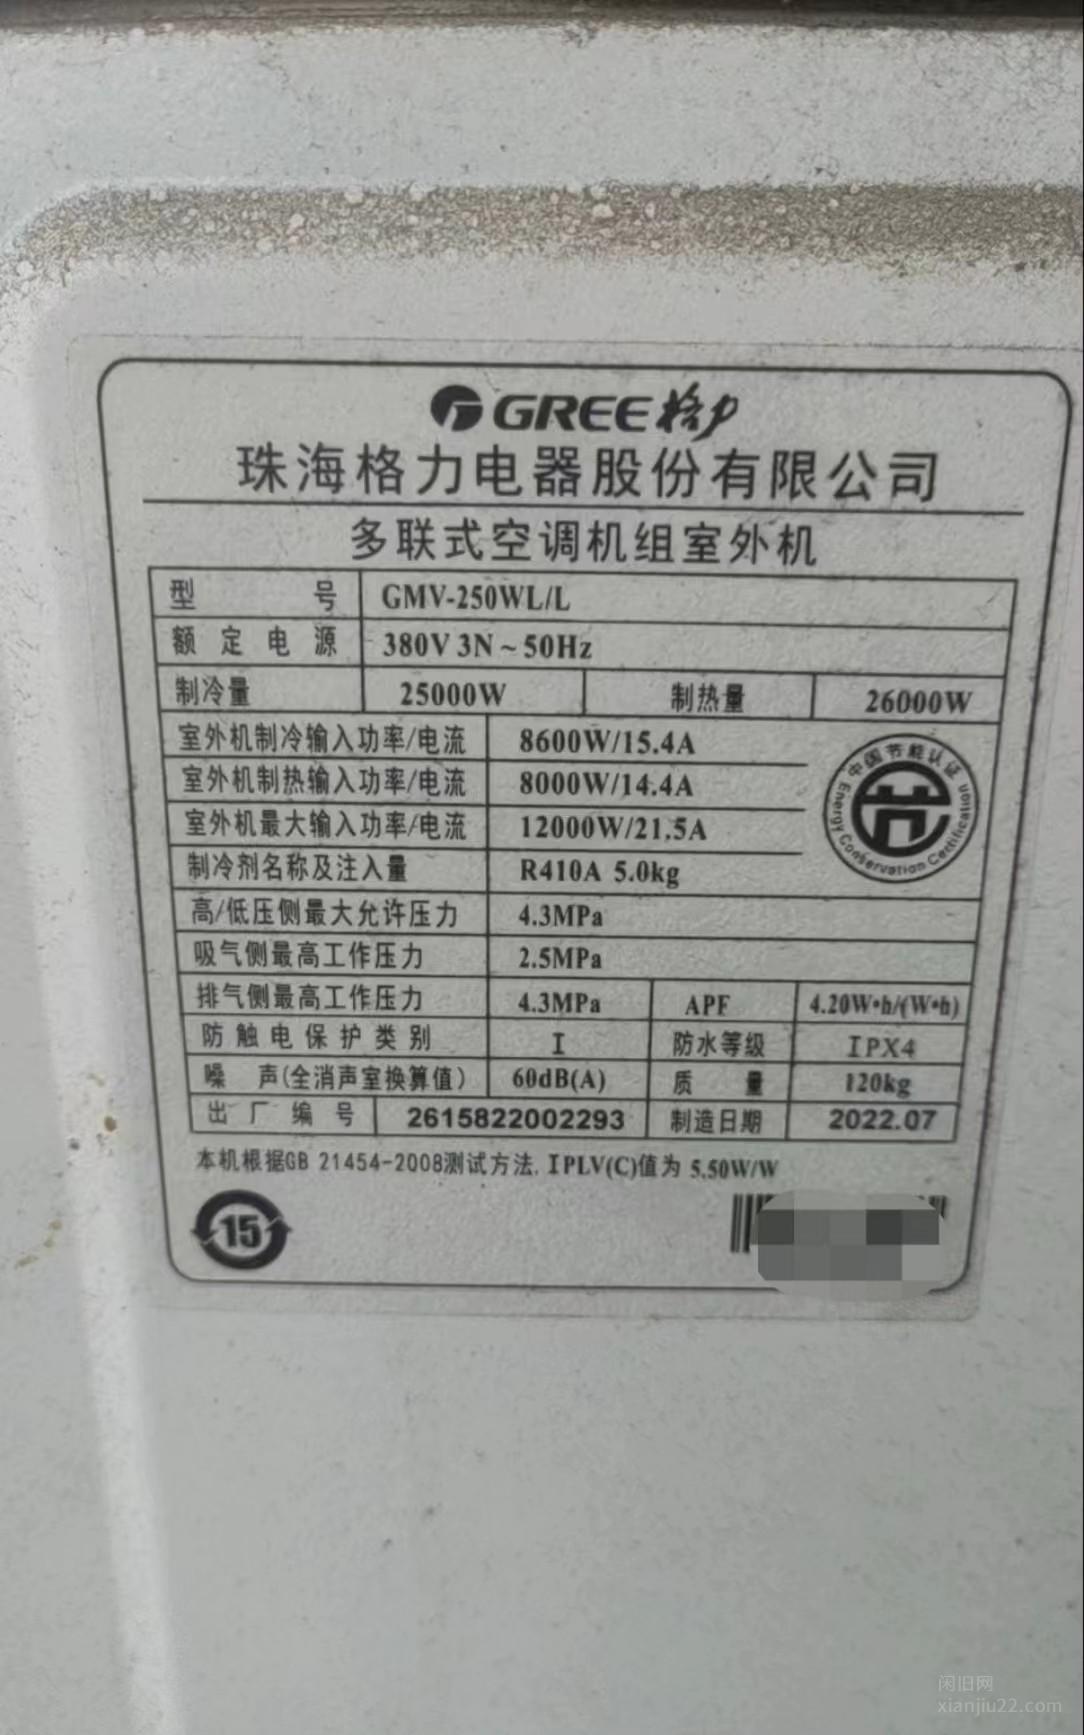 GREE格力
珠海格力电器股份有限公司
多联式空调机组室外机
型 号 GMV-250WL/L
额定电源 380V 3N ~ 50Hz
制冷量 25000W 制热量 26000W
室外机制冷输入功率/电流 8600W/15.4A
室外机制热输入功率/电流 8000W/14.4A
室外机最大输入功率/电流 12000W/21.5A
中国节能认证
Energy Conservation Certification
制冷剂名称及注入量 R410A 5.0kg
高/低压侧最大允许压力 4.3MPa
吸气侧最高工作压力 2.5MPa
排气侧最高工作压力 4.3MPa APF 4.20W•h/(W•h)
防触电保护类别 I 防水等级 IPX4
噪 声(全消声室换算值) 60dB(A) 质 量 120kg
出厂编号 2615822002293 制造日期 2022.07
本机根据GB 21454-2008测试方法, IPLV(C)值为 5.50W/W
15
闲旧网
xianjiu22.com